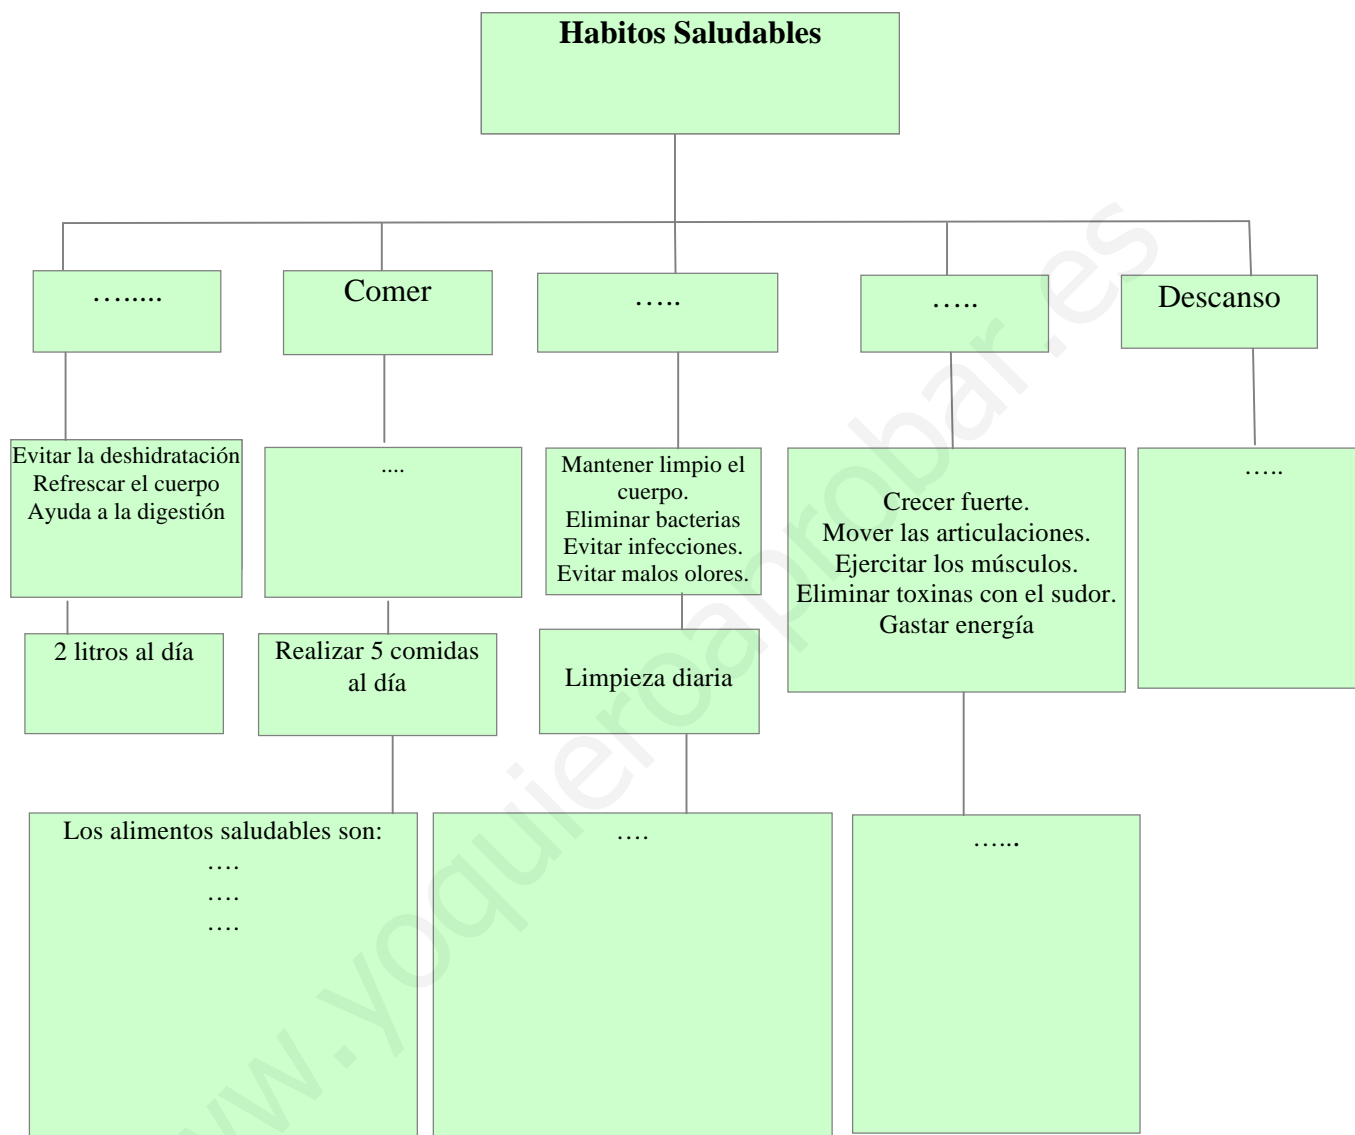 Habitos Saludables
….....
Comer
…..
…..
Descanso
Evitar la deshidratación
Refrescar el cuerpo
Ayuda a la digestión
....
Mantener limpio el
cuerpo.
Eliminar bacterias
Evitar infecciones.
Evitar malos olores.
Crecer fuerte.
Mover las articulaciones.
Ejercitar los músculos.
Eliminar toxinas con el sudor.
Gastar energía
…..
2 litros al día
Realizar 5 comidas
al día
Limpieza diaria
Los alimentos saludables son:
….
….
….
….
…...
www.yoquieroaprobar.es